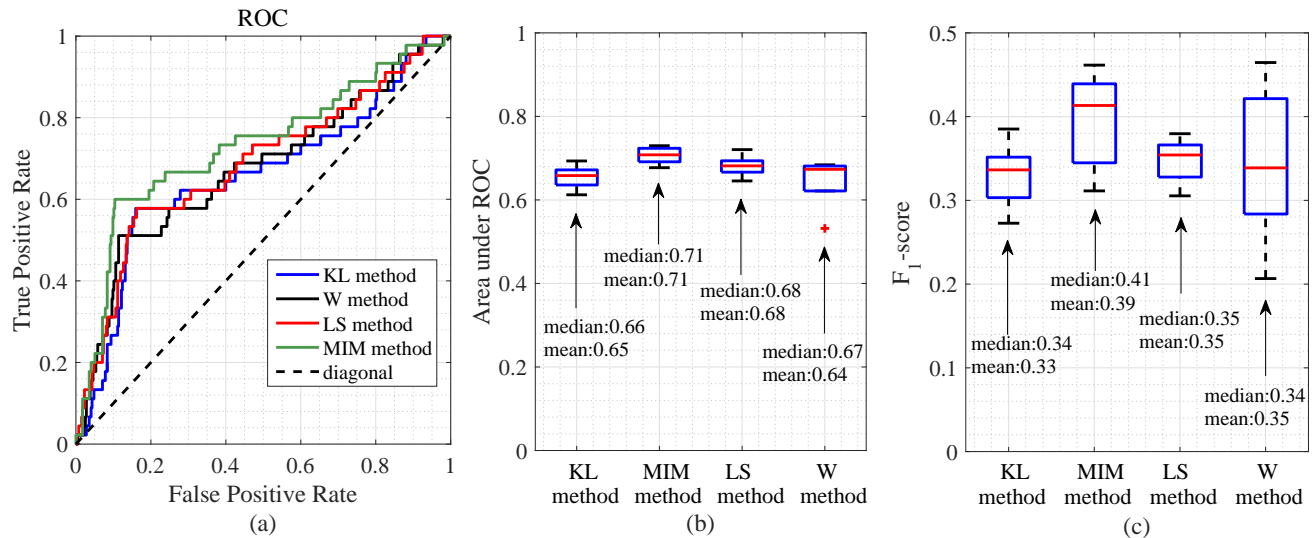 ROC
True Positive Rate
1
0.8
0.6
0.4
0.2
0
0
0.2
0.4
0.6
0.8
1
False Positive Rate
KL method
W method
LS method
MIM method
diagonal
(a)
Area under ROC
1
0.8
0.6
0.4
0.2
0
median:0.66
mean:0.65
median:0.71
mean:0.71
median:0.68
mean:0.68
median:0.67
mean:0.64
KL
method
MIM
method
LS
method
W
method
(b)
F1-score
0.5
0.4
0.3
0.2
0.1
0
median:0.34
mean:0.33
median:0.41
mean:0.39
median:0.35
mean:0.35
median:0.34
mean:0.35
KL
method
MIM
method
LS
method
W
method
(c)